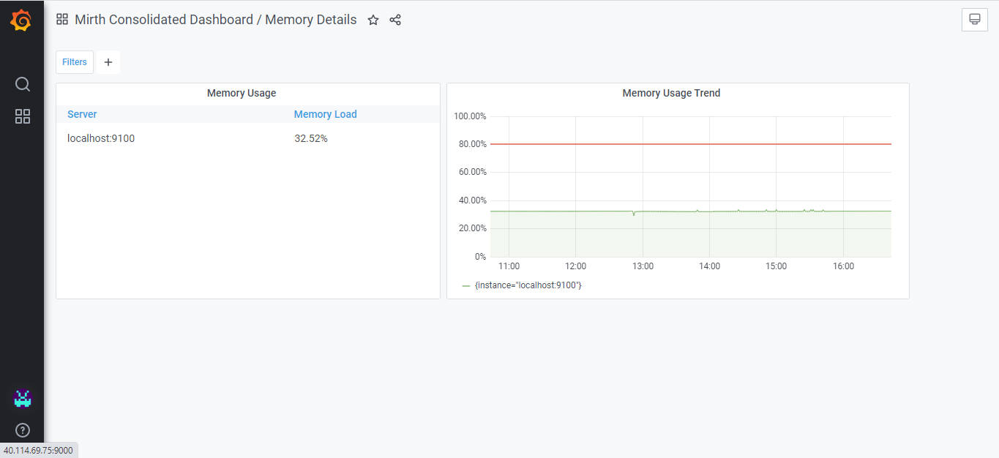 Mirth Consolidated Dashboard / Memory Details
Filters
+
Memory Usage
Server Memory Load
localhost:9100 32.52%
Memory Usage Trend
100.00%
80.00%
60.00%
40.00%
20.00%
0%
11:00 12:00 13:00 14:00 15:00 16:00
{instance="localhost:9100"}
?
40.114.69.75:9000